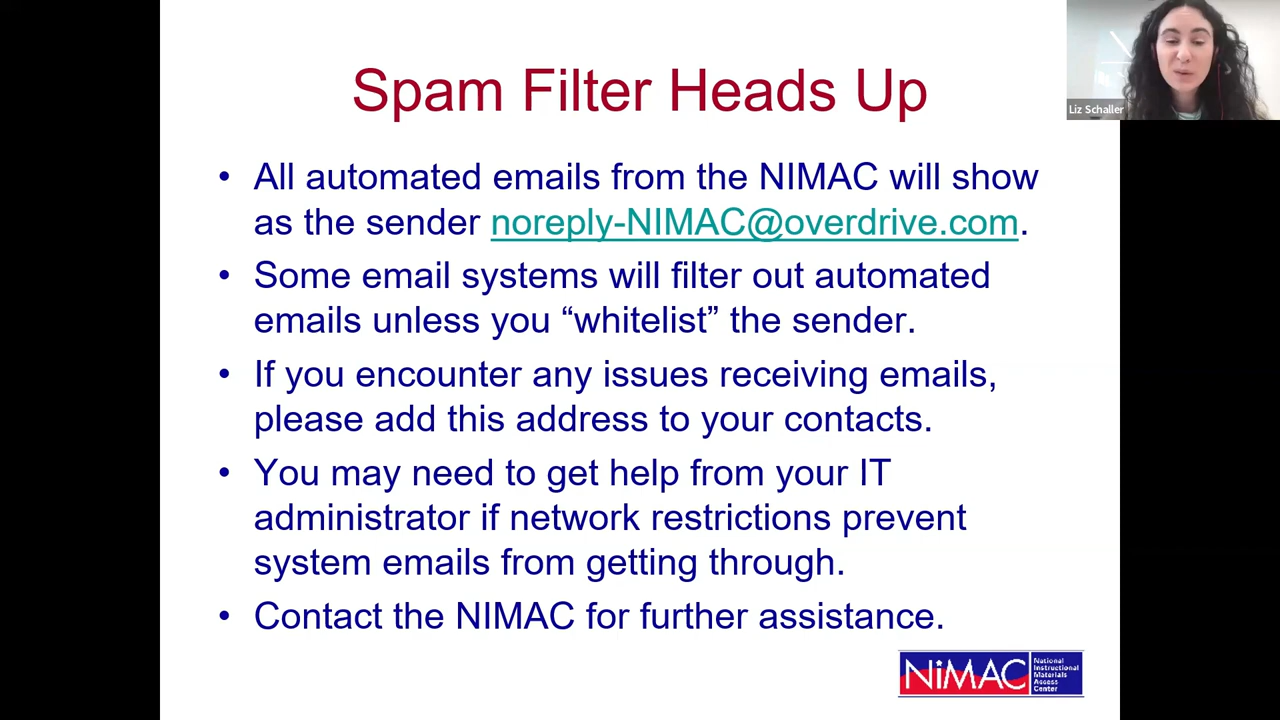 Spam Filter Heads Up
Liz Schaller
• All automated emails from the NIMAC will show
as the sender noreply-NIMAC@overdrive.com.
• Some email systems will filter out automated
emails unless you “whitelist” the sender.
• If you encounter any issues receiving emails,
please add this address to your contacts.
• You may need to get help from your IT
administrator if network restrictions prevent
system emails from getting through.
• Contact the NIMAC for further assistance.
NIMAC
National
Instructional
Materials
Access
Center